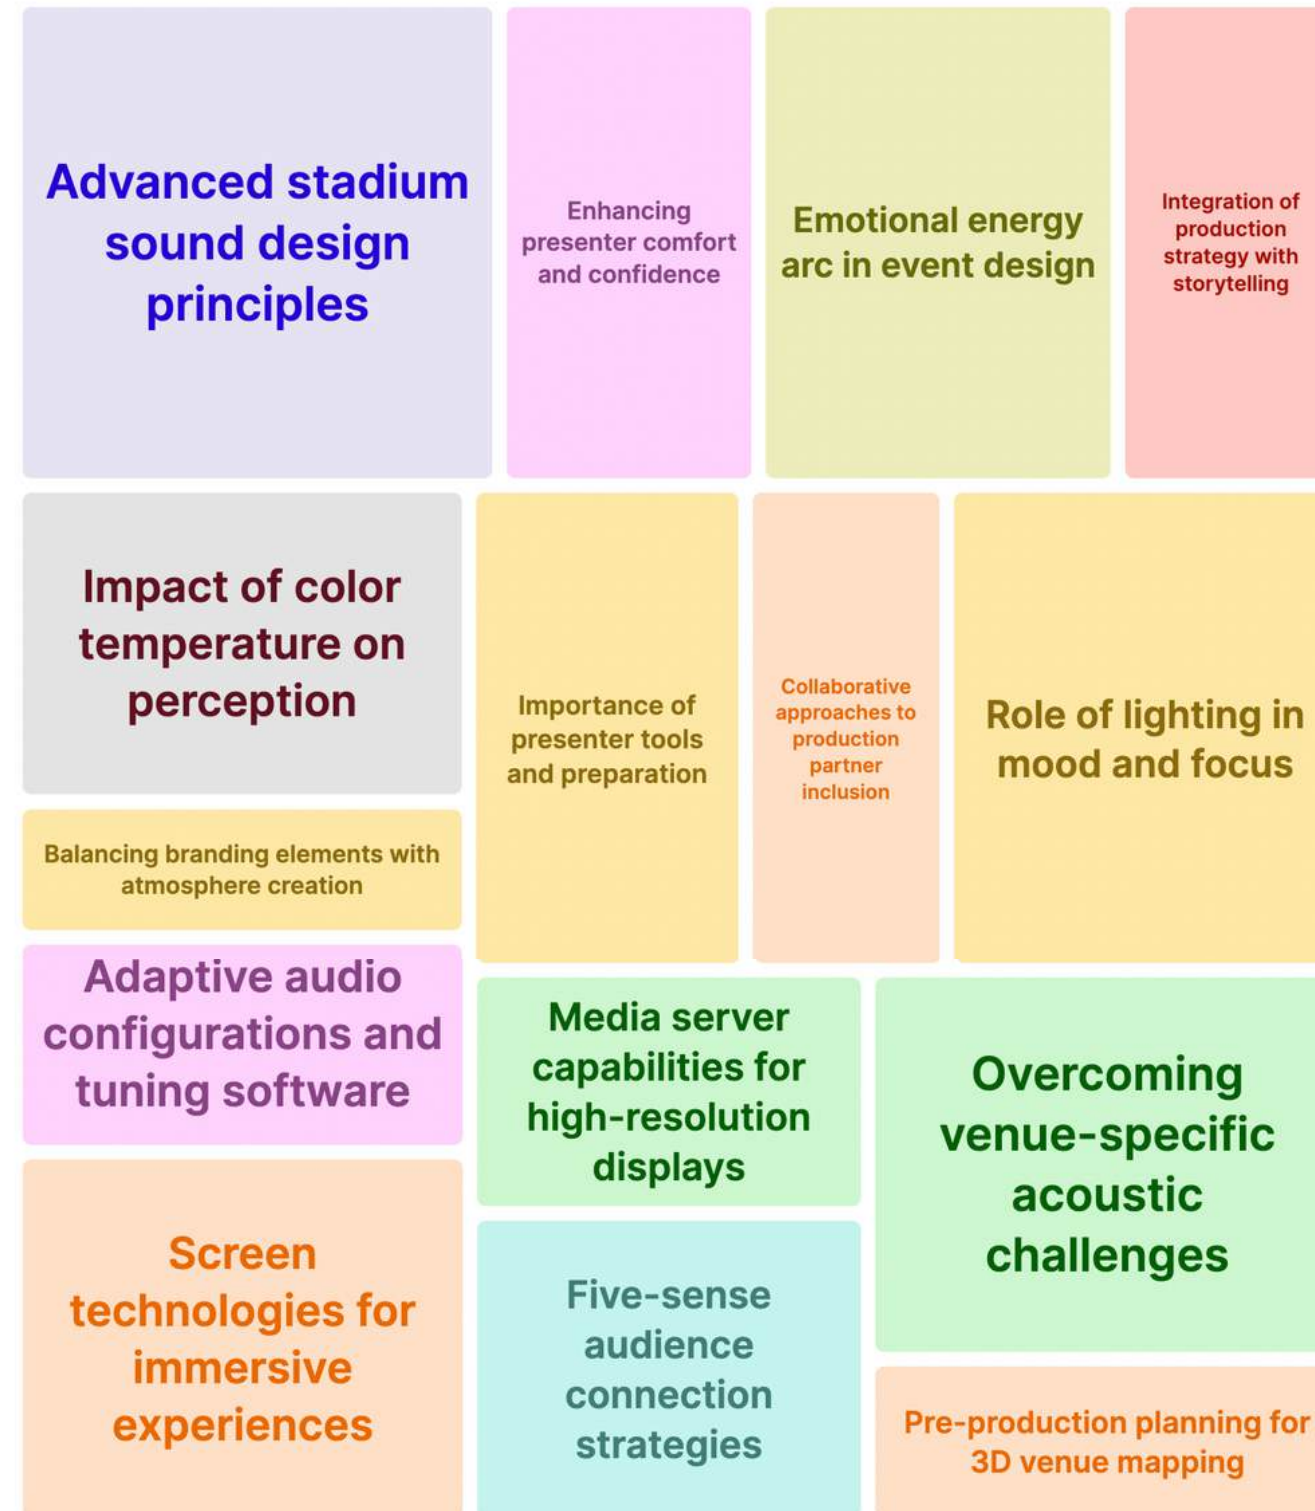 Advanced stadium
sound design
principles
Enhancing
presenter comfort
and confidence
Emotional energy
arc in event design
Integration of
production
strategy with
storytelling
Impact of color
temperature on
perception
Importance of
presenter tools
and preparation
Collaborative
approaches to
production
partner
inclusion
Role of lighting in
mood and focus
Balancing branding elements with
atmosphere creation
Adaptive audio
configurations and
tuning software
Media server
capabilities for
high-resolution
displays
Overcoming
venue-specific
acoustic
challenges
Screen
technologies for
immersive
experiences
Five-sense
audience
connection
strategies
Pre-production planning for
3D venue mapping